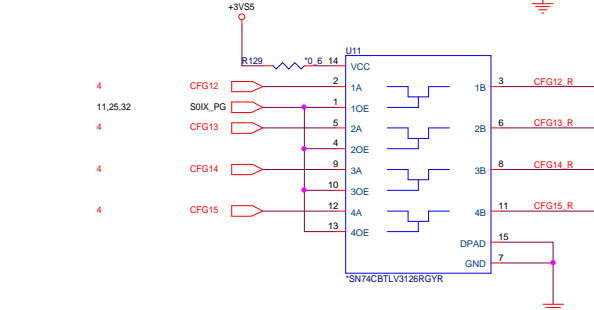 +3VS5
U11
R129 *0_6 14 VCC
4 CFG12 2 1A 1B 3 CFG12_R
11,25,32 S0IX_PG 1 1OE
4 CFG13 5 2A 2B 6 CFG13_R
4 2OE
4 CFG14 9 3A 3B 8 CFG14_R
10 3OE
4 CFG15 12 4A 4B 11 CFG15_R
13 4OE
DPAD 15
GND 7
*SN74CBTLV3126RGYR